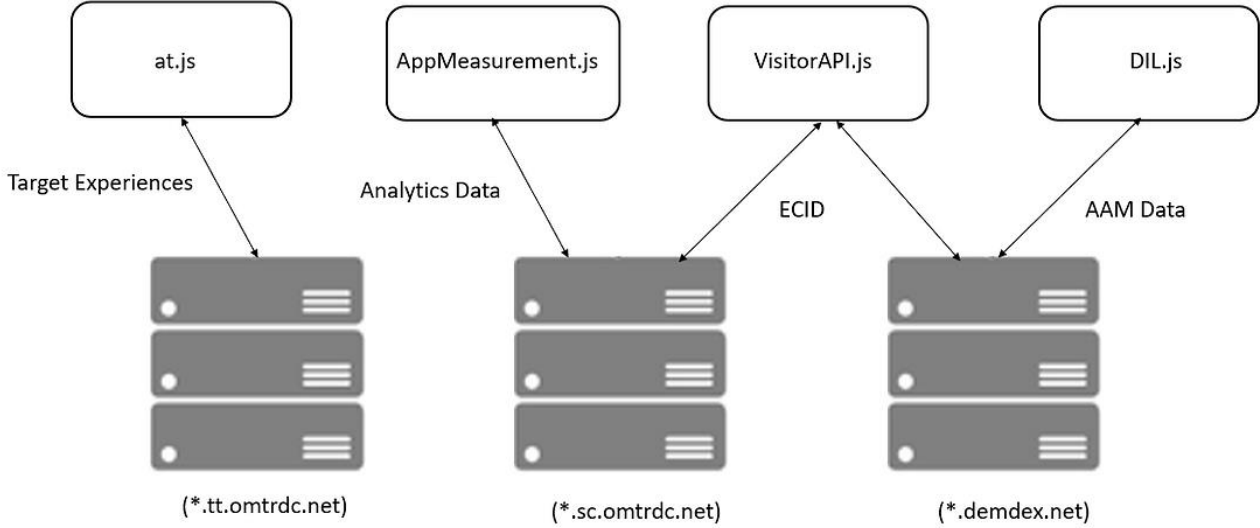 at.js
AppMeasurement.js
VisitorAPI.js
DIL.js
Target Experiences
Analytics Data
ECID
AAM Data
(*.tt.omtrdc.net)
(*.sc.omtrdc.net)
(*.demdex.net)